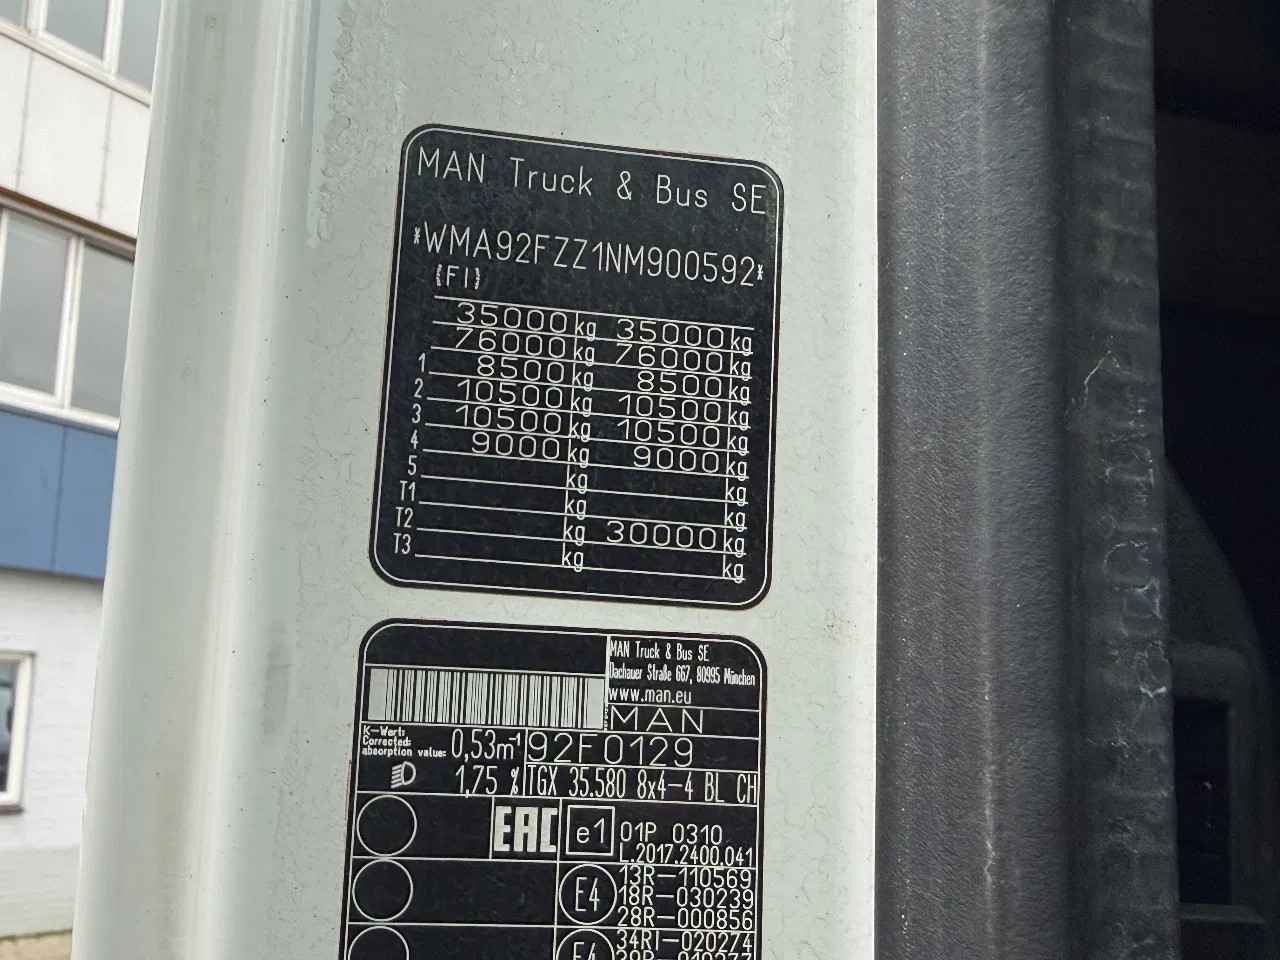 MAN Truck & Bus SE
*WMA92FZZ1NM900592*
(FI)
35000 kg 35000 kg
76000 kg 76000 kg
1 8500 kg 8500 kg
2 10500 kg 10500 kg
3 10500 kg 10500 kg
4 9000 kg 9000 kg
5 kg kg
T1 kg kg
T2 kg 30000 kg
T3 kg kg
MAN Truck & Bus SE
Dachauer Straße 667, 80995 München
www.man.eu
MAN
K-Wert:
Corrected:
absorption value: 0,53m⁻¹
92F0129
1,75 %
TGX 35.580 8x4-4 BL CH
EAC
e1
01P 0310
L.2017.2400.041
E4
13R-110569
18R-030239
28R-000856
E4
34RI-020274